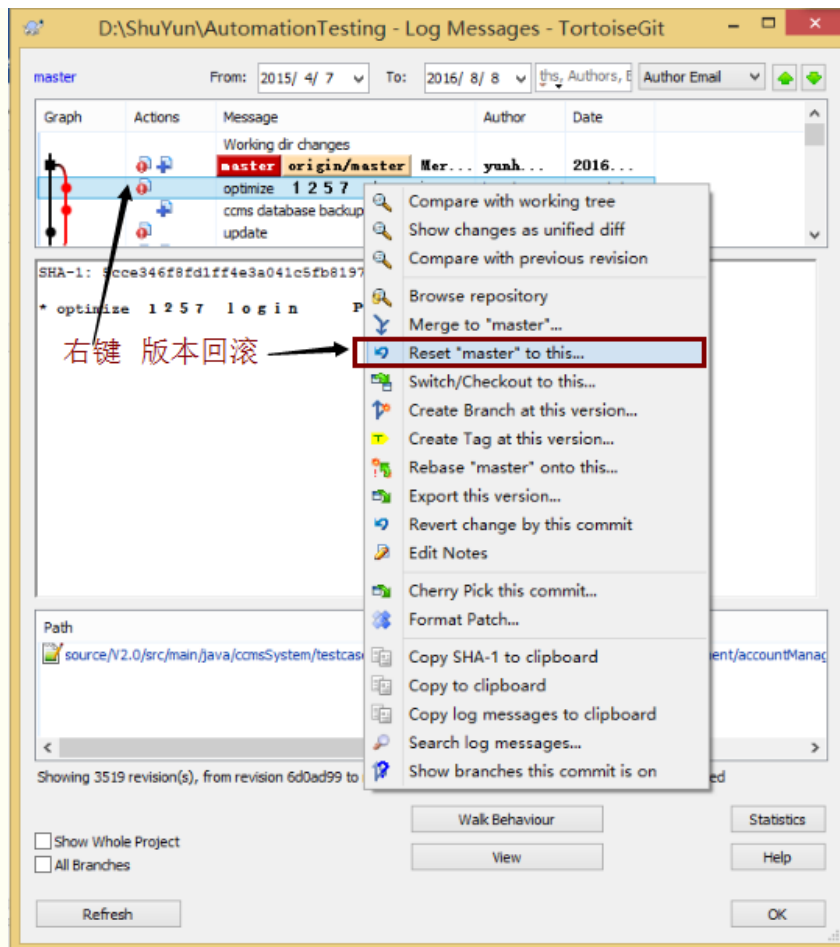 D:\ShuYun\AutomationTesting - Log Messages - TortoiseGit
master From: 2015/ 4/ 7 To: 2016/ 8/ 8 ths, Authors, E Author Email
Graph Actions Message Author Date
Working dir changes
master origin/master Mer... yunh... 2016...
optimize 1 2 5 7
ccms database backup
update
* optimize 1 2 5 7 l o g i n P
右键 版本回滚
Compare with working tree
Show changes as unified diff
Compare with previous revision
Browse repository
Merge to "master"...
Reset "master" to this...
Switch/Checkout to this...
Create Branch at this version...
Create Tag at this version...
Rebase "master" onto this...
Export this version...
Revert change by this commit
Edit Notes
Cherry Pick this commit...
Format Patch...
Copy SHA-1 to clipboard
Copy to clipboard
Copy log messages to clipboard
Search log messages...
Show branches this commit is on
Path
source/V2.0/src/main/java/ccmsSystem/testcase ent/accountManag
Showing 3519 revision(s), from revision 6d0ad99 to ed
Walk Behaviour Statistics
Show Whole Project
All Branches View Help
Refresh OK